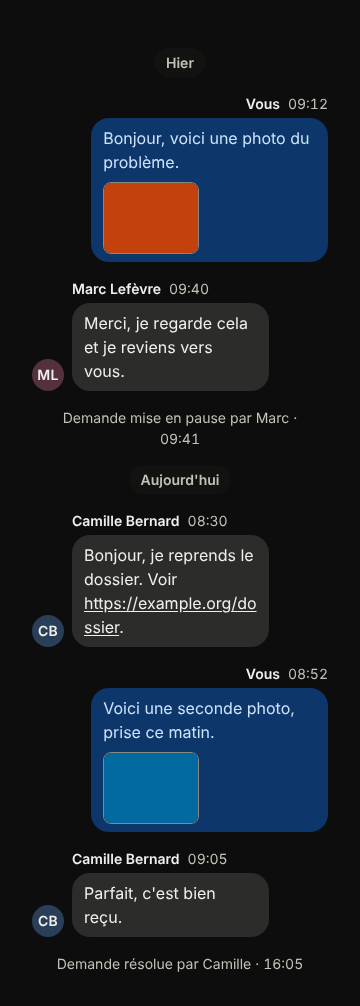 Hier
Vous 09:12
Bonjour, voici une photo du
problème.
Marc Lefèvre 09:40
Merci, je regarde cela
et je reviens vers
vous.
ML
Demande mise en pause par Marc ·
09:41
Aujourd'hui
Camille Bernard 08:30
Bonjour, je reprends le
dossier. Voir
https://example.org/do
ssier.
CB
Vous 08:52
Voici une seconde photo,
prise ce matin.
Camille Bernard 09:05
Parfait, c'est bien
reçu.
CB
Demande résolue par Camille · 16:05